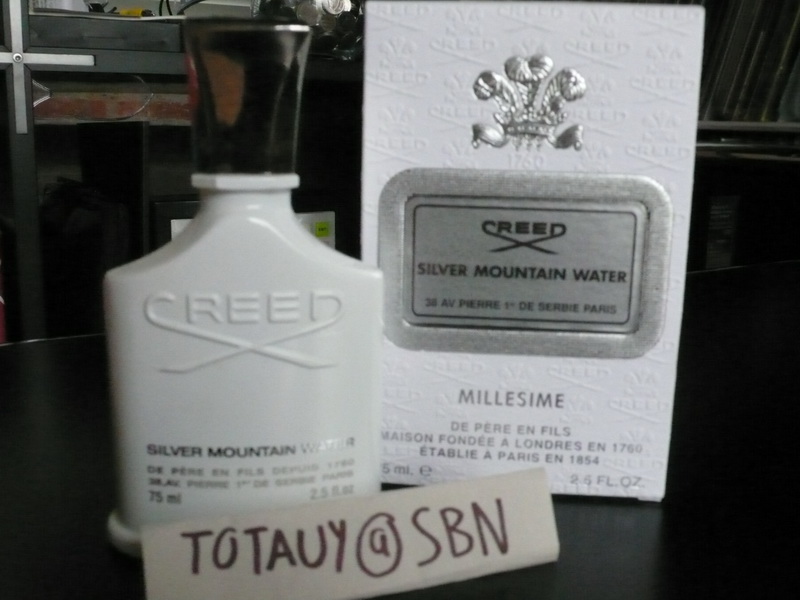 1760
CREED
SILVER MOUNTAIN WATER
38 AV PIERRE 1er DE SERBIE PARIS
MILLESIME
DE PÈRE EN FILS
MAISON FONDÉE A LONDRES EN 1760
ÉTABLIE A PARIS EN 1854
5 ml. e 2.5 FL.OZ.
CREED
SILVER MOUNTAIN WATER
DE PÈRE EN FILS DEPUIS 1760
38.AV. PIERRE 1er DE SERBIE PARIS
75 ml 2.5 fl.oz
TOTAUY@SBN